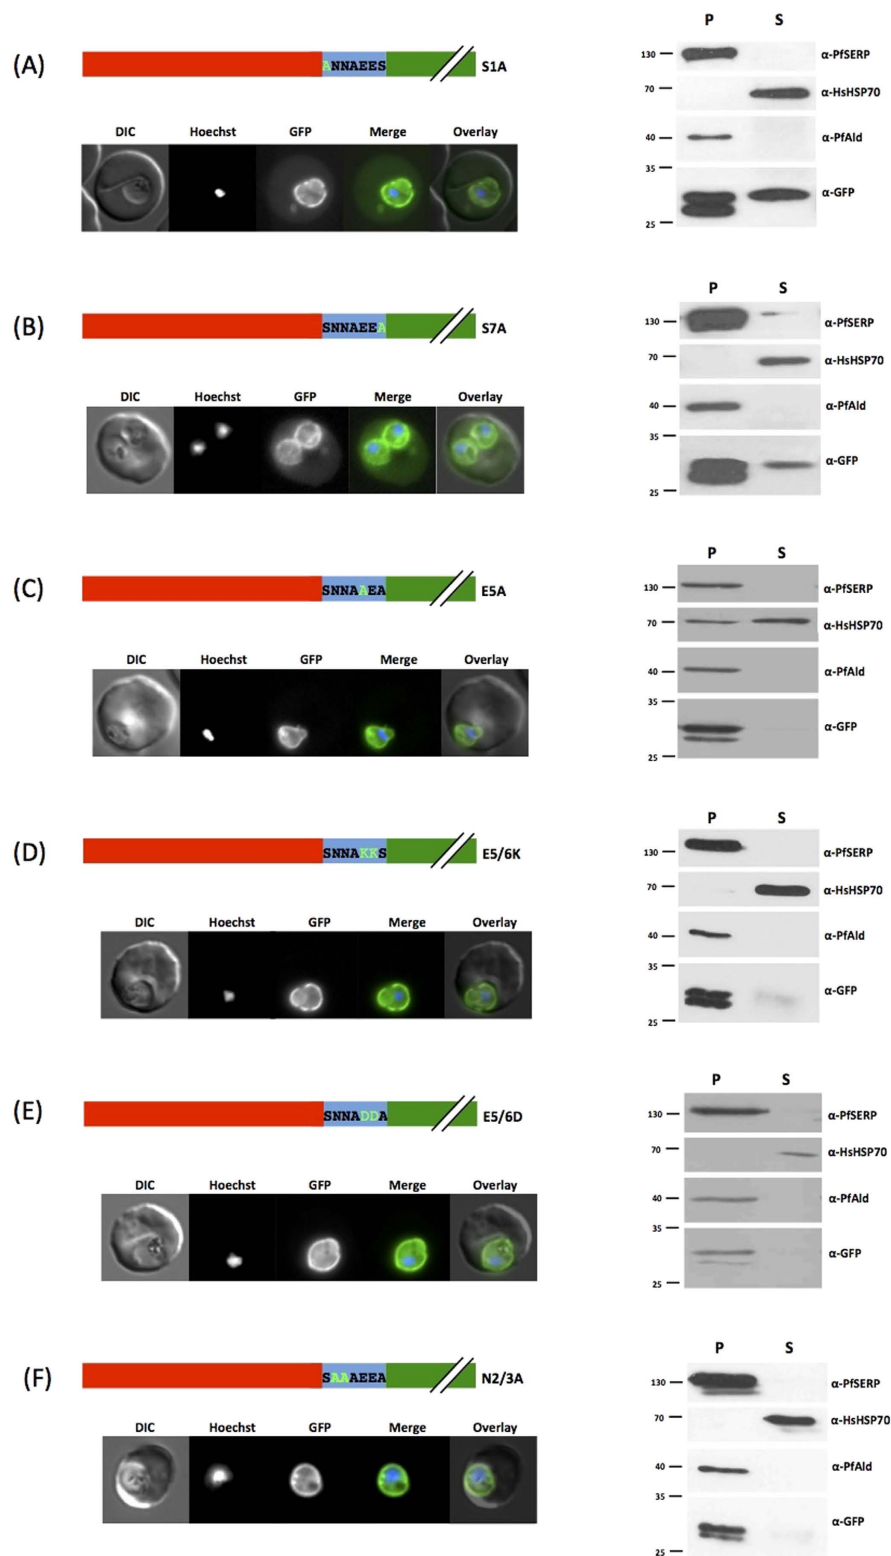 (A)
ANNAEES S1A
DIC Hoechst GFP Merge Overlay
P S
130 α-PfSERP
70 α-HsHSP70
40 α-PfAld
35
α-GFP
25
(B)
SNNAEEA S7A
DIC Hoechst GFP Merge Overlay
P S
130 α-PfSERP
70 α-HsHSP70
40 α-PfAld
35
α-GFP
25
(C)
SNNAAEA E5A
DIC Hoechst GFP Merge Overlay
P S
130 α-PfSERP
70 α-HsHSP70
40 α-PfAld
35
α-GFP
25
(D)
SNNAKKS E5/6K
DIC Hoechst GFP Merge Overlay
P S
130 α-PfSERP
70 α-HsHSP70
40 α-PfAld
35
α-GFP
25
(E)
SNNADDA E5/6D
DIC Hoechst GFP Merge Overlay
P S
130 α-PfSERP
70 α-HsHSP70
40 α-PfAld
35
α-GFP
25
(F)
SAAAEEA N2/3A
DIC Hoechst GFP Merge Overlay
P S
130 α-PfSERP
70 α-HsHSP70
40 α-PfAld
35
α-GFP
25